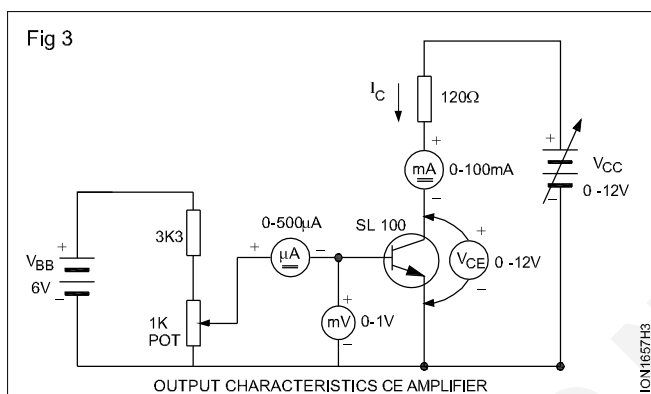 Fig 3
I_C
120Ω
+
mA
0-100mA
−
+
V_CC
0 -12V
−
0-500μA
SL 100
3K3
+
μA
−
+
V_CE
0 -12V
−
+
V_BB
6V
−
1K
POT
+
mV
0-1V
−
OUTPUT CHARACTERISTICS CE AMPLIFIER
ION1657H3